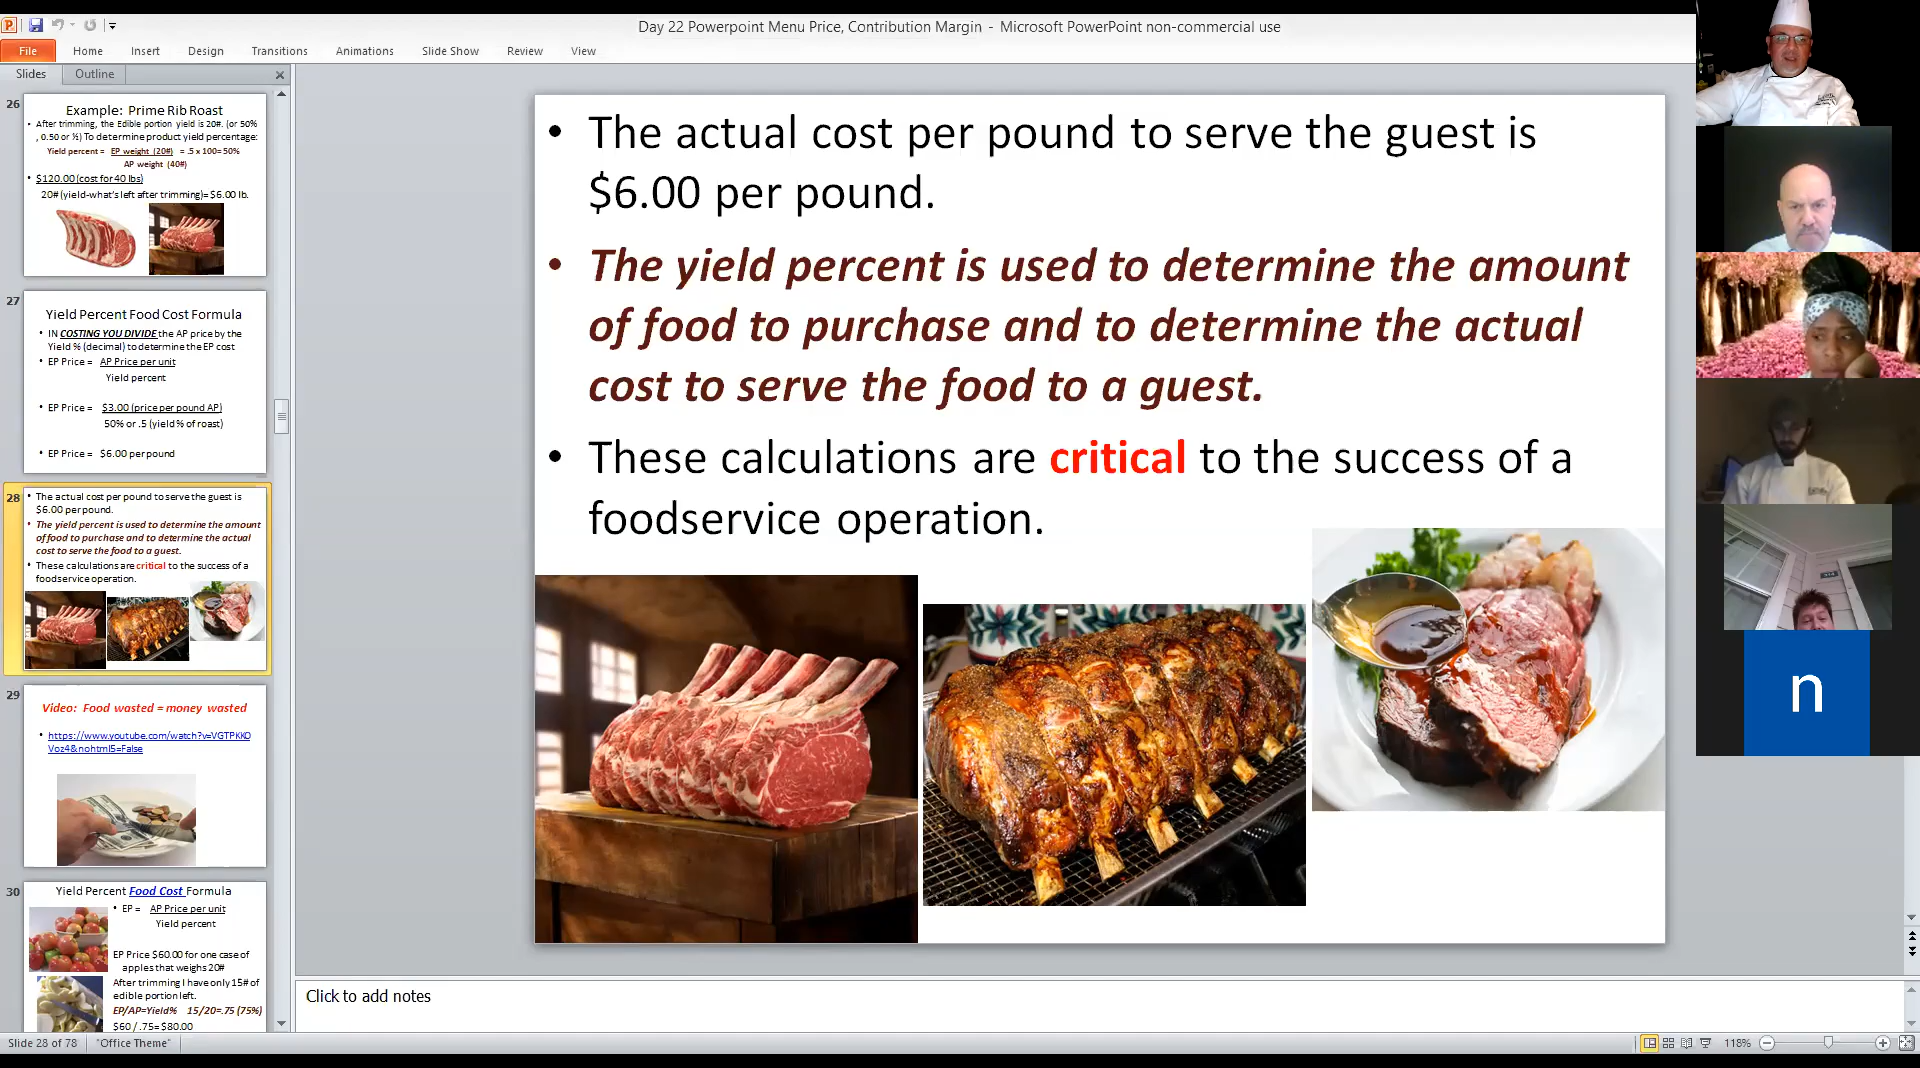 Day 22 Powerpoint Menu Price, Contribution Margin - Microsoft PowerPoint non-commercial use
File Home Insert Design Transitions Animations Slide Show Review View
Slides Outline
26
Example: Prime Rib Roast
• After trimming, the Edible portion yield is 20#. (or 50%
, 0.50 or ½) To determine product yield percentage:
Yield percent = EP weight (20#) = .5 x 100= 50%
AP weight (40#)
• $120.00 (cost for 40 lbs)
20# (yield-what's left after trimming)= $6.00 lb.
27
Yield Percent Food Cost Formula
• IN COSTING YOU DIVIDE the AP price by the
Yield % (decimal) to determine the EP cost
• EP Price = AP Price per unit
Yield percent
• EP Price = $3.00 (price per pound AP)
50% or .5 (yield % of roast)
• EP Price = $6.00 per pound
28
• The actual cost per pound to serve the guest is
$6.00 per pound.
• The yield percent is used to determine the amount
of food to purchase and to determine the actual
cost to serve the food to a guest.
• These calculations are critical to the success of a
foodservice operation.
29
Video: Food wasted = money wasted
• https://www.youtube.com/watch?v=VGTPKKO
Voz4&nohtml5=False
30
Yield Percent Food Cost Formula
• EP = AP Price per unit
Yield percent
EP Price $60.00 for one case of
apples that weighs 20#
After trimming I have only 15# of
edible portion left.
EP/AP=Yield% 15/20=.75 (75%)
$60 / .75= $80.00
• The actual cost per pound to serve the guest is
$6.00 per pound.
• The yield percent is used to determine the amount
of food to purchase and to determine the actual
cost to serve the food to a guest.
• These calculations are critical to the success of a
foodservice operation.
n
Click to add notes
Slide 28 of 78 "Office Theme" 118%